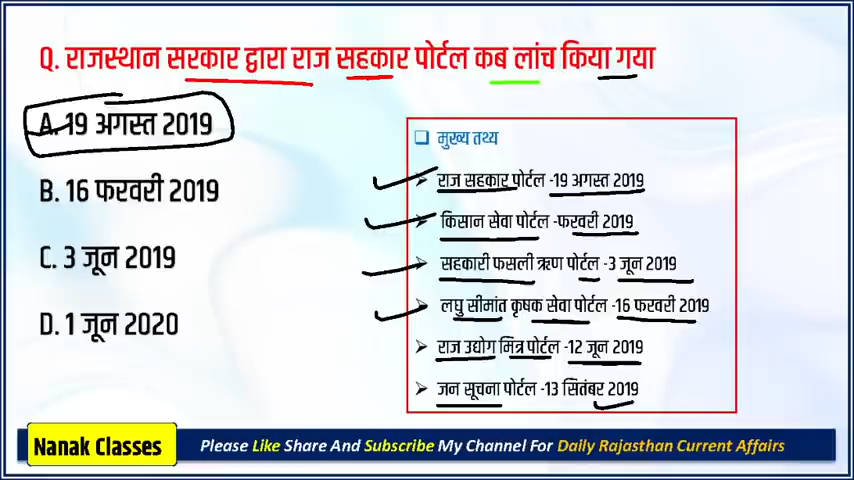 Q. राजस्थान सरकार द्वारा राज सहकार पोर्टल कब लांच किया गया
A. 19 अगस्त 2019
B. 16 फरवरी 2019
C. 3 जून 2019
D. 1 जून 2020
मुख्य तथ्य
राज सहकार पोर्टल -19 अगस्त 2019
किसान सेवा पोर्टल -फरवरी 2019
सहकारी फसली ऋण पोर्टल -3 जून 2019
लघु सीमांत कृषक सेवा पोर्टल -16 फरवरी 2019
राज उद्योग मित्र पोर्टल -12 जून 2019
जन सूचना पोर्टल -13 सितंबर 2019
Nanak Classes
Please Like Share And Subscribe My Channel For Daily Rajasthan Current Affairs